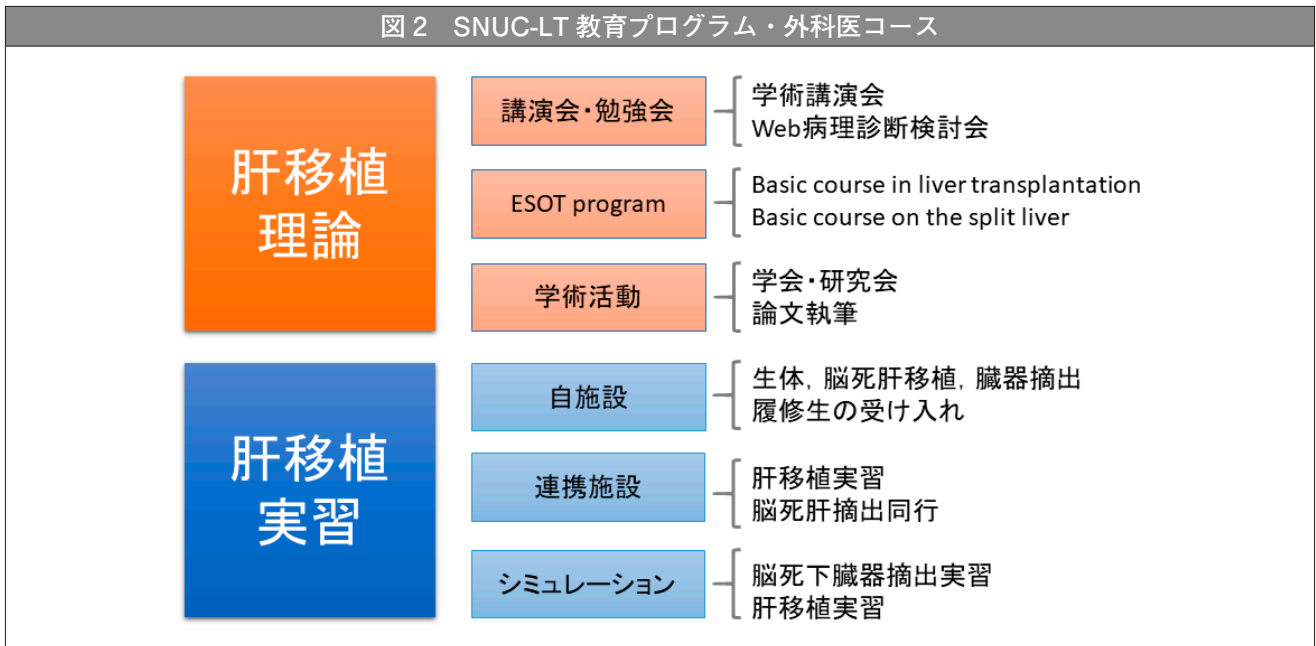 図2 SNUC-LT教育プログラム・外科医コース
肝移植
理論
講演会・勉強会
学術講演会
Web病理診断検討会
ESOT program
Basic course in liver transplantation
Basic course on the split liver
学術活動
学会・研究会
論文執筆
肝移植
実習
自施設
生体，脳死肝移植，臓器摘出
履修生の受け入れ
連携施設
肝移植実習
脳死肝摘出同行
シミュレーション
脳死下臓器摘出実習
肝移植実習